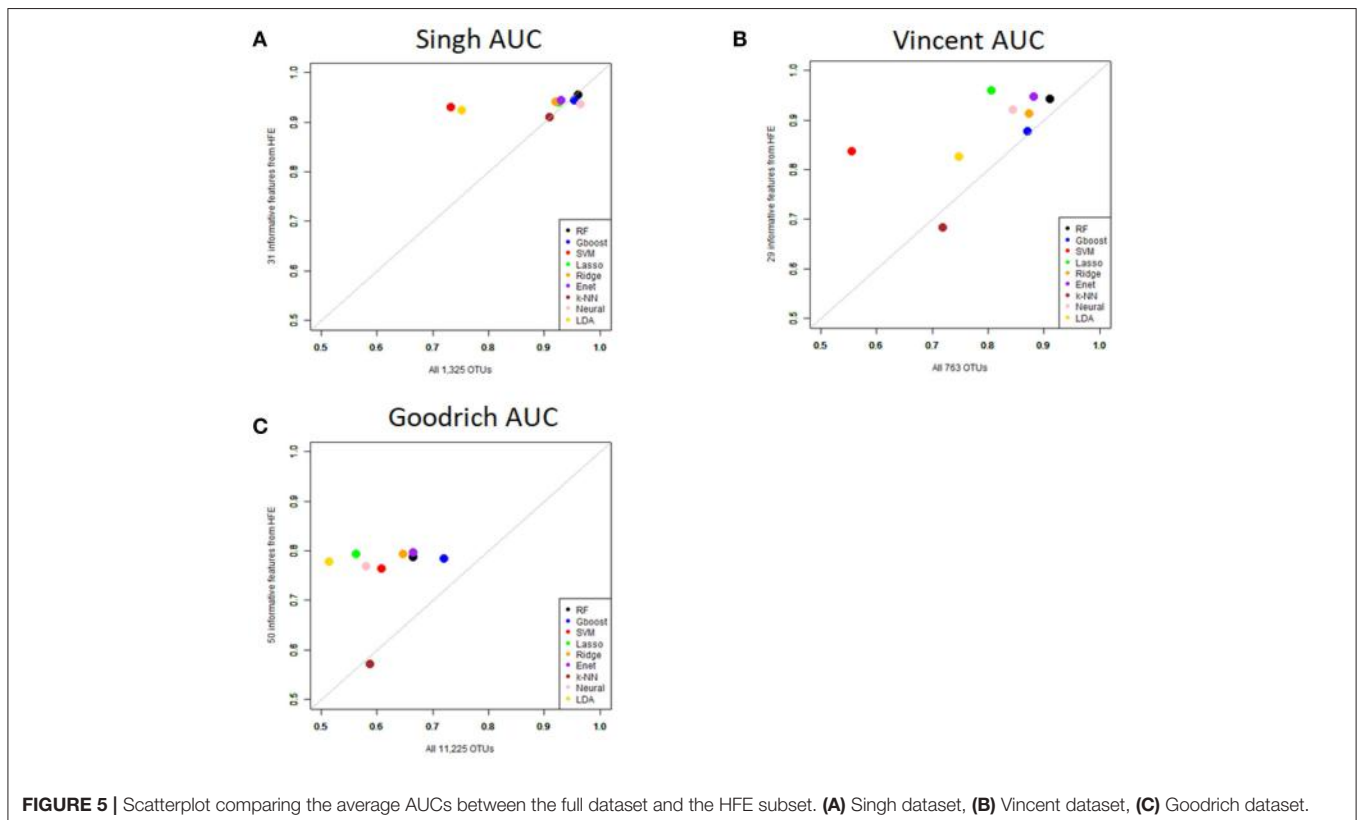 A
Singh AUC
31 informative features from HFE
1.0
0.9
0.8
0.7
0.6
0.5
RF
Gboost
SVM
Lasso
Ridge
Enet
k-NN
Neural
LDA
0.5 0.6 0.7 0.8 0.9 1.0
All 1,325 OTUs
B
Vincent AUC
29 informative features from HFE
1.0
0.9
0.8
0.7
0.6
0.5
RF
Gboost
SVM
Lasso
Ridge
Enet
k-NN
Neural
LDA
0.5 0.6 0.7 0.8 0.9 1.0
All 763 OTUs
C
Goodrich AUC
50 informative features from HFE
1.0
0.9
0.8
0.7
0.6
0.5
RF
Gboost
SVM
Lasso
Ridge
Enet
k-NN
Neural
LDA
0.5 0.6 0.7 0.8 0.9 1.0
All 11,225 OTUs
FIGURE 5 | Scatterplot comparing the average AUCs between the full dataset and the HFE subset. (A) Singh dataset, (B) Vincent dataset, (C) Goodrich dataset.